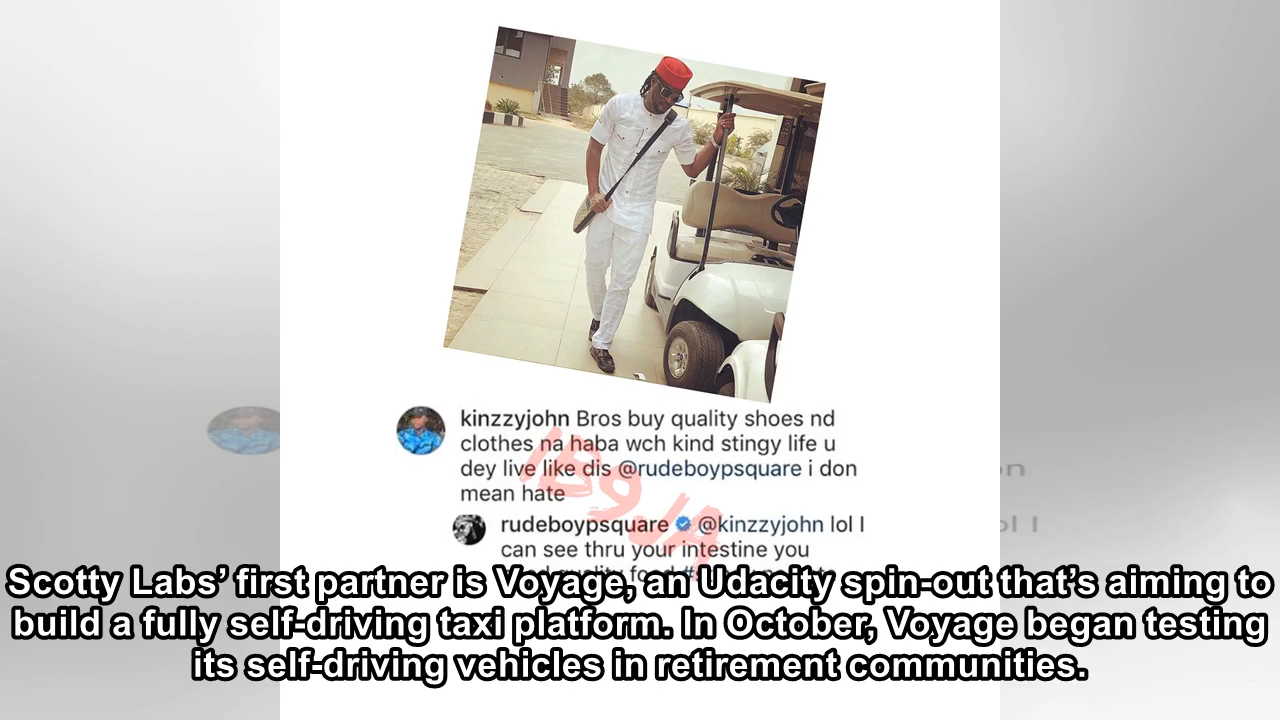 kinzzyjohn Bros buy quality shoes nd
clothes na haba wch kind stingy life u
dey live like dis @rudeboypsquare i don
mean hate
IB9JA
rudeboypsquare @kinzzyjohn lol I
can see thru your intestine you
quality
Scotty Labs’ first partner is Voyage, an Udacity spin-out that’s aiming to
build a fully self-driving taxi platform. In October, Voyage began testing
its self-driving vehicles in retirement communities.